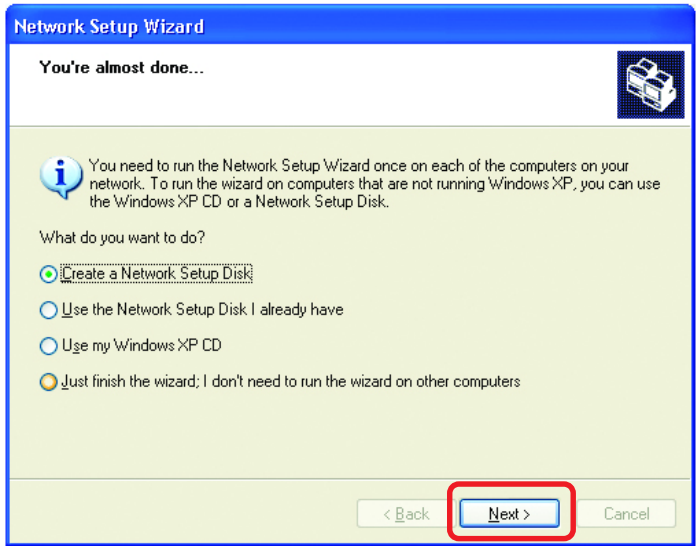 Network Setup Wizard
You're almost done...
You need to run the Network Setup Wizard once on each of the computers on your
network. To run the wizard on computers that are not running Windows XP, you can use
the Windows XP CD or a Network Setup Disk.
What do you want to do?
Create a Network Setup Disk
Use the Network Setup Disk I already have
Use my Windows XP CD
Just finish the wizard; I don't need to run the wizard on other computers
< Back Next > Cancel